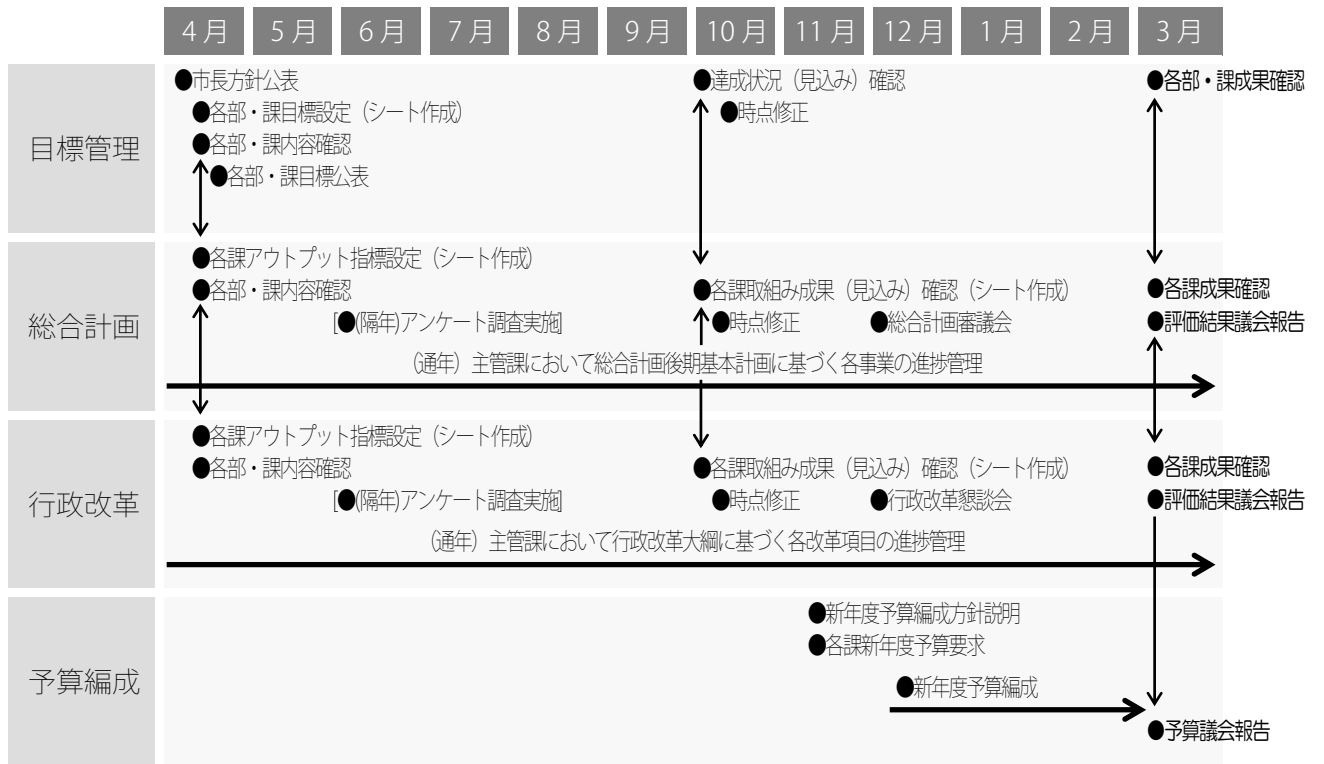 4月 5月 6月 7月 8月 9月 10月 11月 12月 1月 2月 3月
目標管理
●市長方針公表
●各部・課目標設定（シート作成）
●各部・課内容確認
●各部・課目標公表
●達成状況（見込み）確認
●時点修正
●各部・課成果確認
総合計画
●各課アウトプット指標設定（シート作成）
●各部・課内容確認
[●(隔年)アンケート調査実施]
●各課取組み成果（見込み）確認（シート作成）
●時点修正
●総合計画審議会
●各課成果確認
●評価結果議会報告
（通年）主管課において総合計画後期基本計画に基づく各事業の進捗管理
行政改革
●各課アウトプット指標設定（シート作成）
●各部・課内容確認
[●(隔年)アンケート調査実施]
●各課取組み成果（見込み）確認（シート作成）
●時点修正
●行政改革懇談会
●各課成果確認
●評価結果議会報告
（通年）主管課において行政改革大綱に基づく各改革項目の進捗管理
予算編成
●新年度予算編成方針説明
●各課新年度予算要求
●新年度予算編成
●予算議会報告